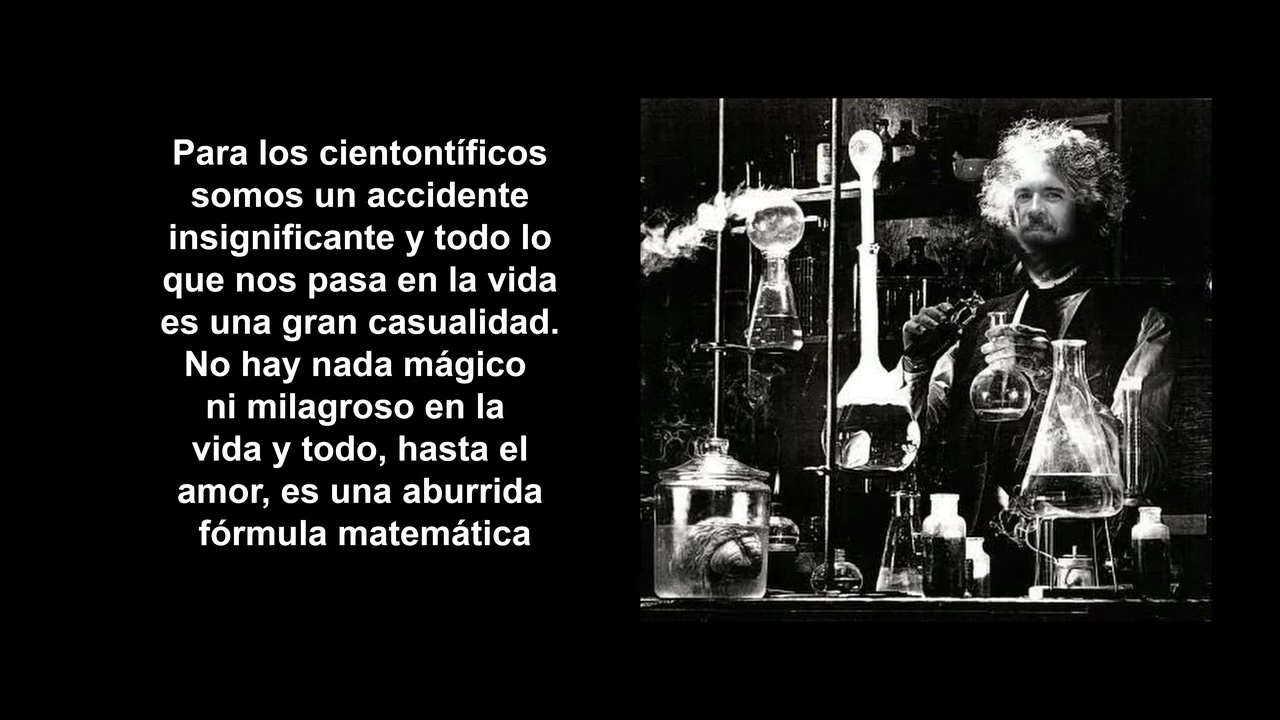 Para los cientontíficos
somos un accidente
insignificante y todo lo
que nos pasa en la vida
es una gran casualidad.
No hay nada mágico
ni milagroso en la
vida y todo, hasta el
amor, es una aburrida
fórmula matemática